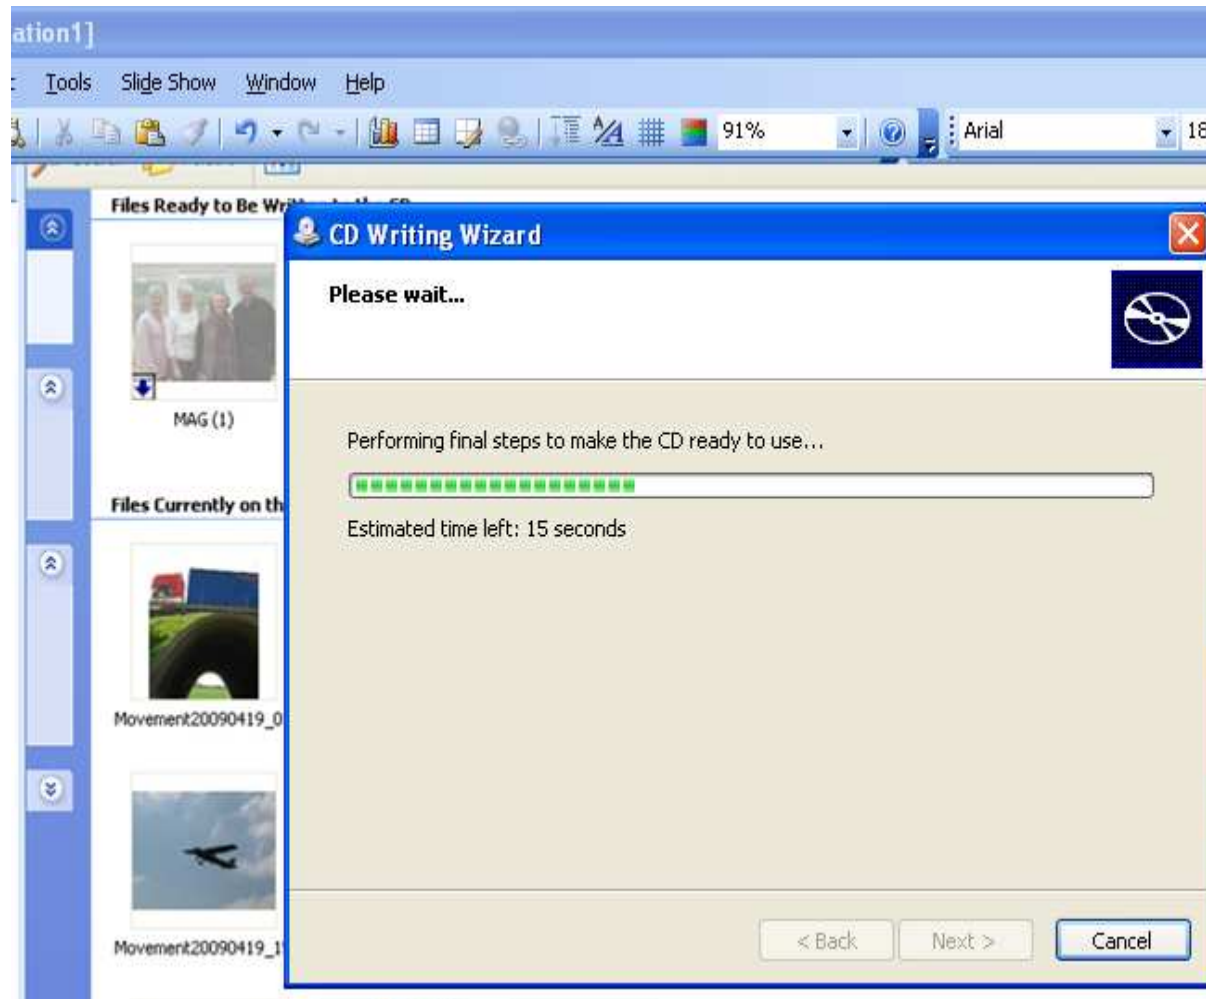 ation1]
Tools Slide Show Window Help
91% Arial 18
Files Ready to Be
CD Writing Wizard
Please wait...
MAG (1)
Performing final steps to make the CD ready to use...
Files Currently on th
Estimated time left: 15 seconds
Movement20090419_0
Movement20090419_1
< Back Next > Cancel